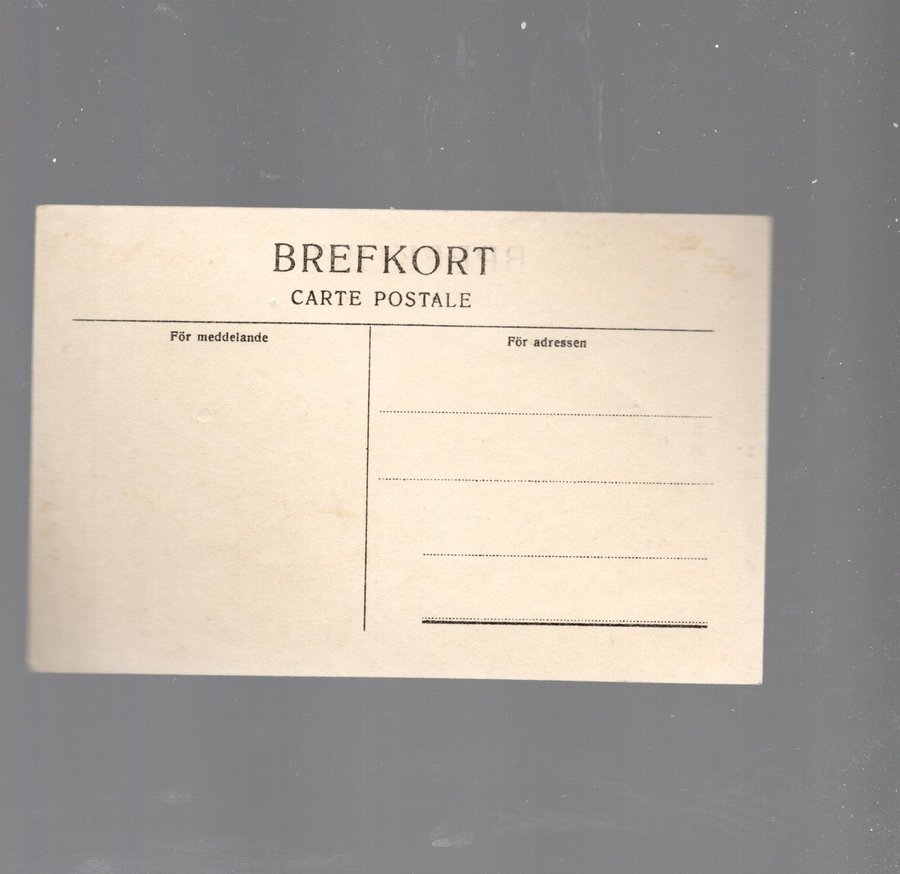 BREFKORT
CARTE POSTALE
För meddelande
För adressen